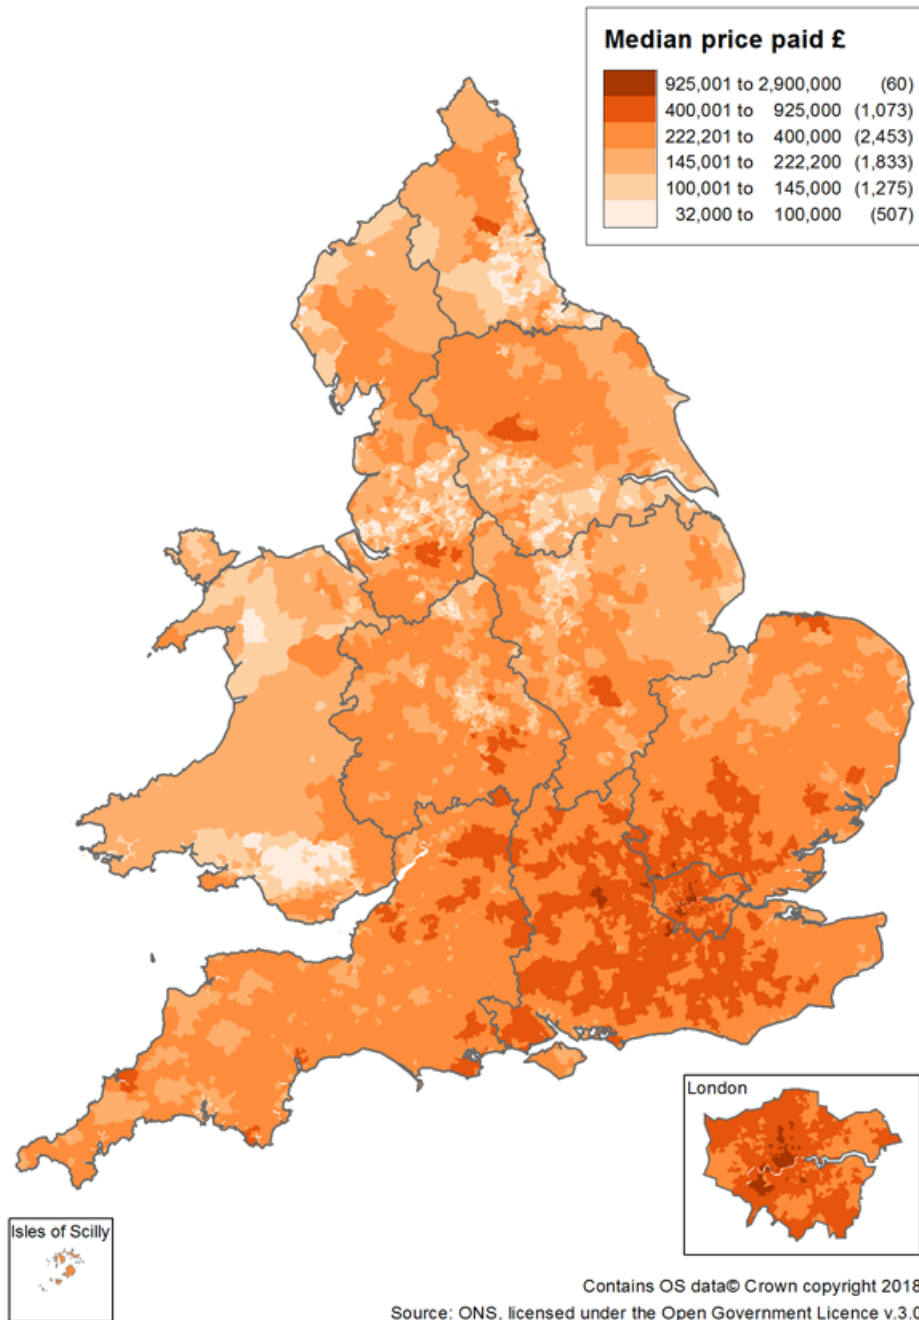 Median price paid £
925,001 to 2,900,000 (60)
400,001 to 925,000 (1,073)
222,201 to 400,000 (2,453)
145,001 to 222,200 (1,833)
100,001 to 145,000 (1,275)
32,000 to 100,000 (507)
London
Isles of Scilly
Contains OS data© Crown copyright 2018
Source: ONS, licensed under the Open Government Licence v.3.0